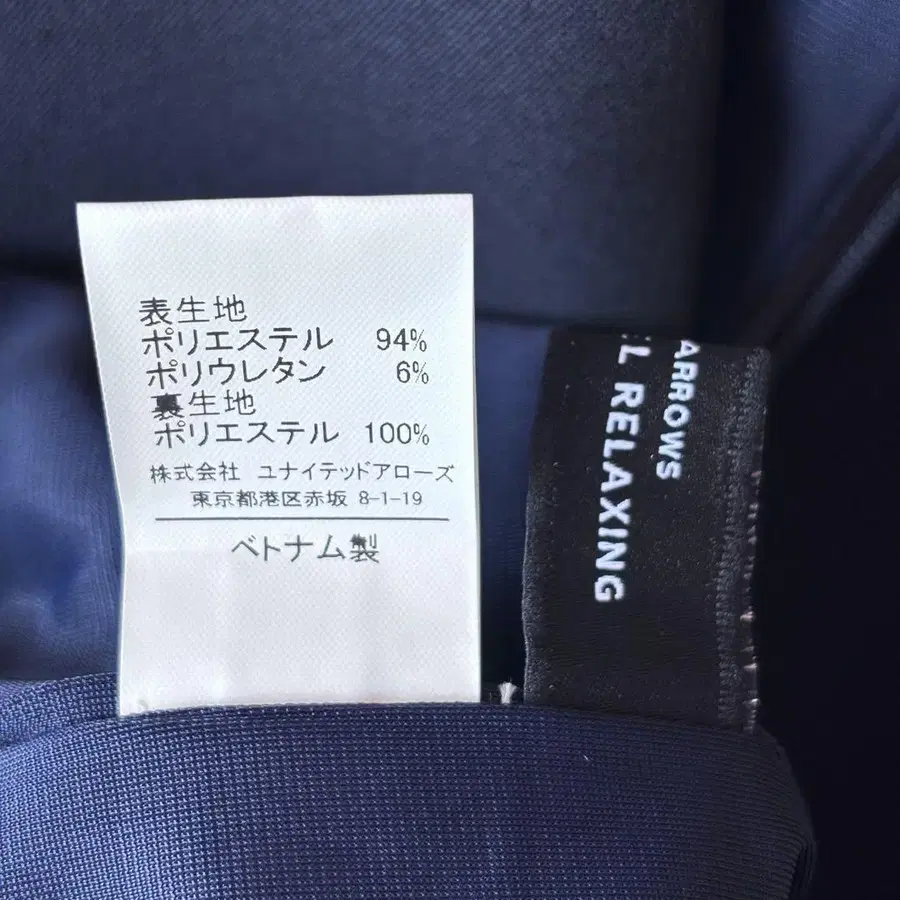 表生地
ポリエステル 94%
ポリウレタン 6%
裏生地
ポリエステル 100%
株式会社 ユナイテッドアローズ
東京都港区赤坂 8-1-19
ベトナム製
ARROWS
L RELAXING